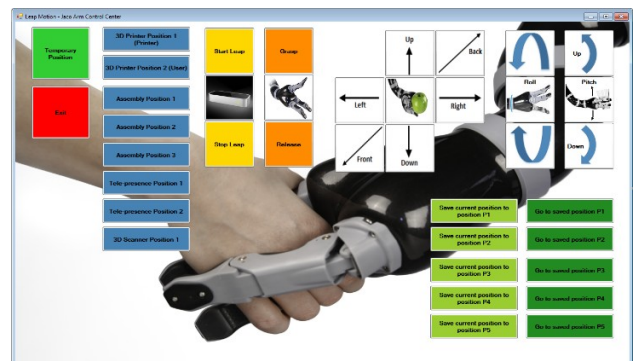 Leap Motion - Jaco Arm Control Center
Temporary
Position
Exit
3D Printer Position 1
(Printer)
3D Printer Position 2 (User)
Assembly Position 1
Assembly Position 2
Assembly Position 3
Tele-presence Position 1
Tele-presence Position 2
3D Scanner Position 1
Start Leap
Stop Leap
Grasp
Release
Up
Back
Left
Right
Front
Down
Roll
Up
Pitch
Down
Save current position to
position P1
Go to saved position P1
Save current position to
position P2
Go to saved position P2
Save current position to
position P3
Go to saved position P3
Save current position to
position P4
Go to saved position P4
Save current position to
position P5
Go to saved position P5